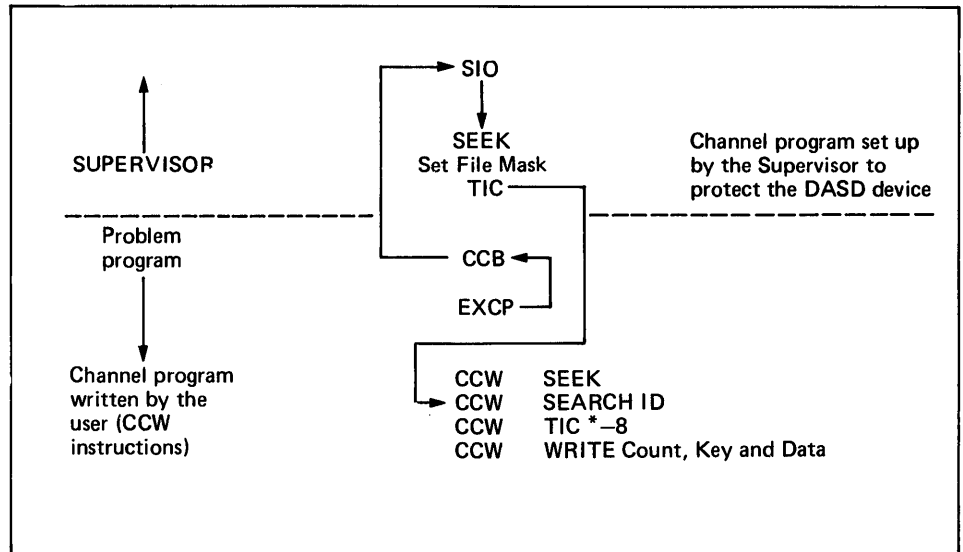 SIO
SEEK
Set File Mask
TIC
Channel program set up
by the Supervisor to
protect the DASD device
SUPERVISOR
Problem
program
CCB
EXCP
Channel program
written by the
user (CCW
instructions)
CCW SEEK
CCW SEARCH ID
CCW TIC *–8
CCW WRITE Count, Key and Data